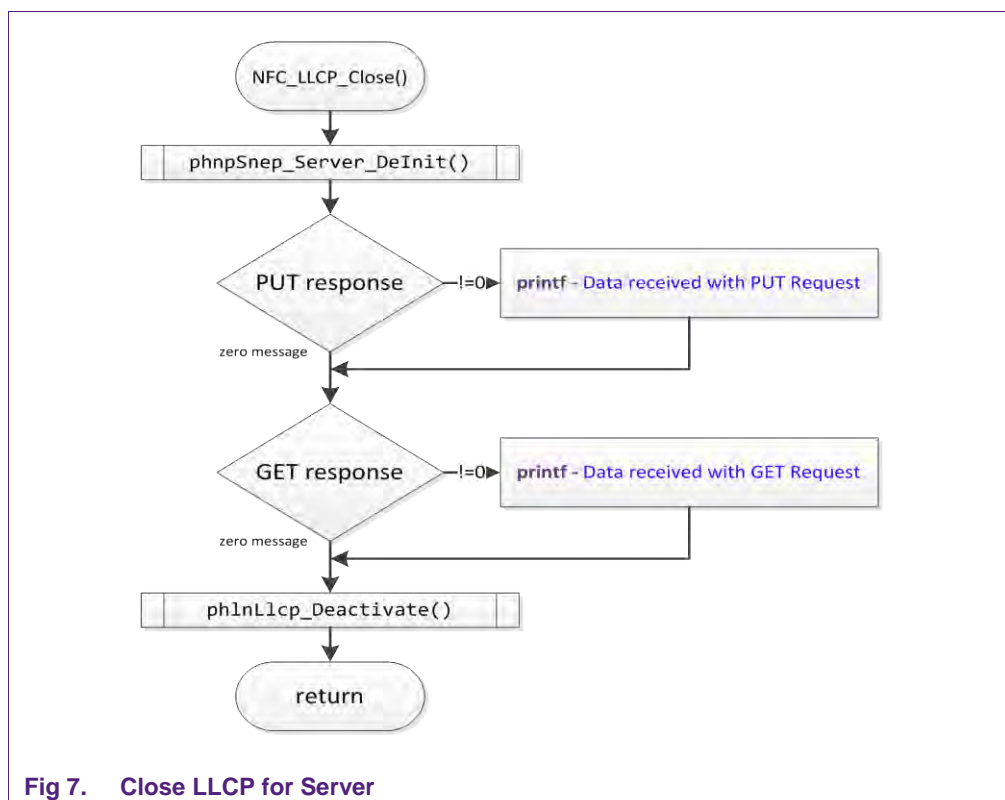 NFC_LLCP_Close()
phnpSnep_Server_DeInit()
PUT response
!=0
printf - Data received with PUT Request
zero message
GET response
!=0
printf - Data received with GET Request
zero message
phlnLlcp_Deactivate()
return
Fig 7. Close LLCP for Server